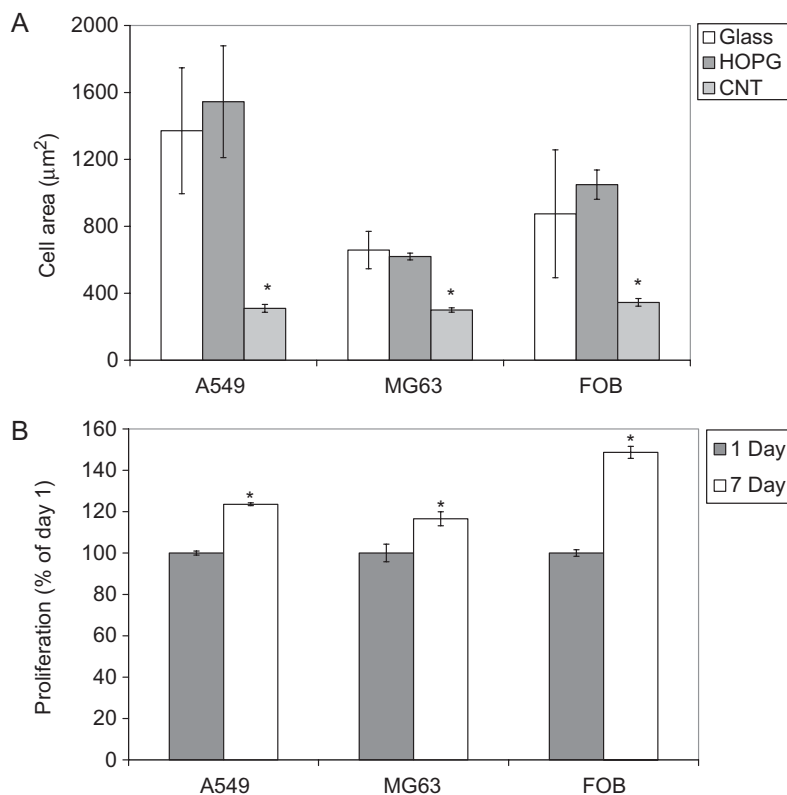 A
2000
1600
1200
800
400
0
Cell area (μm²)
* * *
A549 MG63 FOB
Glass
HOPG
CNT
B
160
140
120
100
80
60
40
20
0
Proliferation (% of day 1)
* * *
A549 MG63 FOB
1 Day
7 Day